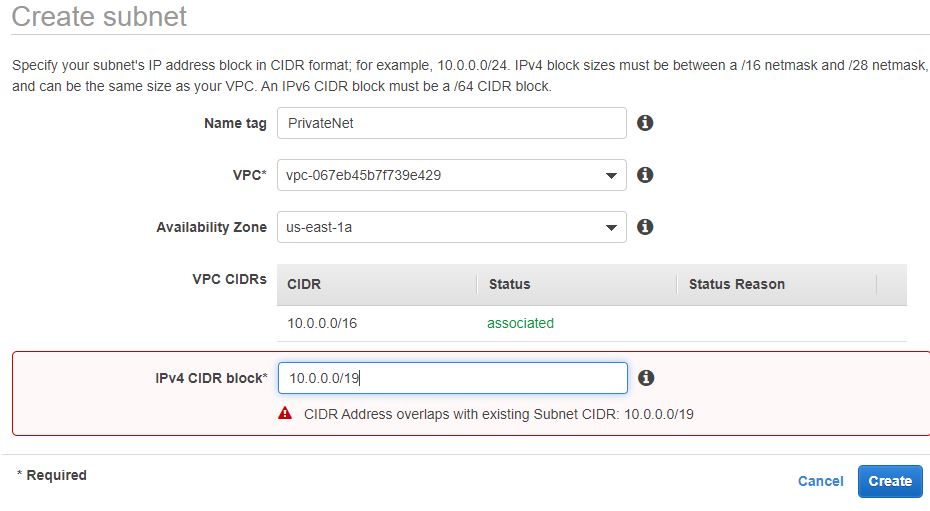 Create subnet
Specify your subnet's IP address block in CIDR format; for example, 10.0.0.0/24. IPv4 block sizes must be between a /16 netmask and /28 netmask,
and can be the same size as your VPC. An IPv6 CIDR block must be a /64 CIDR block.
Name tag PrivateNet
VPC* vpc-067eb45b7f739e429
Availability Zone us-east-1a
VPC CIDRs CIDR Status Status Reason
10.0.0.0/16 associated
IPv4 CIDR block* 10.0.0.0/19
CIDR Address overlaps with existing Subnet CIDR: 10.0.0.0/19
* Required
Cancel Create